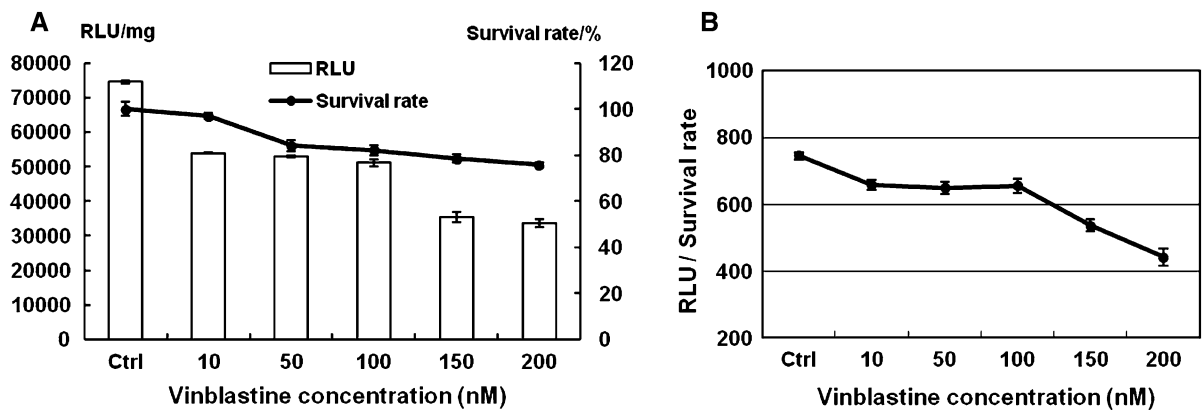 A
RLU/mg
Survival rate/%
80000
70000
60000
50000
40000
30000
20000
10000
0
120
100
80
60
40
20
0
RLU
Survival rate
Ctrl 10 50 100 150 200
Vinblastine concentration (nM)
B
RLU / Survival rate
1000
800
600
400
200
Ctrl 10 50 100 150 200
Vinblastine concentration (nM)